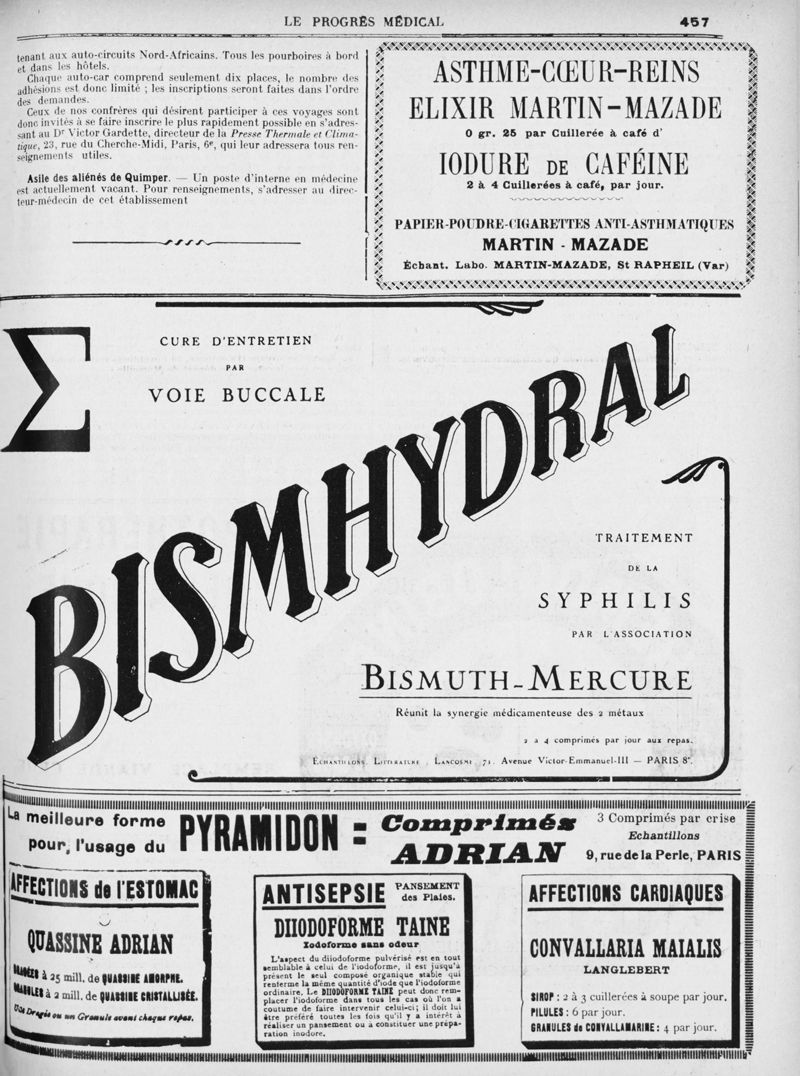 LE PROGRÈS MÉDICAL
457
tenant aux auto-circuits Nord-Africains. Tous les pourboires à bord
et dans les hôtels.
Chaque auto-car comprend seulement dix places, le nombre des
adhésions est donc limité ; les inscriptions seront faites dans l'ordre
des demandes.
Ceux de nos confrères qui désirent participer à ces voyages sont
donc invités à se faire inscrire le plus rapidement possible en s'adres-
sant au Dr Victor Gardette, directeur de la Presse Thermale et Clima-
tique, 23, rue du Cherche-Midi, Paris, 6e, qui leur adressera tous ren-
seignements utiles.
Asile des aliénés de Quimper. — Un poste d'interne en médecine
est actuellement vacant. Pour renseignements, s'adresser au direc-
teur-médecin de cet établissement
ASTHME-CŒUR-REINS
ELIXIR MARTIN-MAZADE
0 gr. 25 par Cuillerée à café d'
IODURE DE CAFÉINE
2 à 4 Cuillerées à café, par jour.
PAPIER-POUDRE-CIGARETTES ANTI-ASTHMATIQUES
MARTIN - MAZADE
Échant. Labo. MARTIN-MAZADE, St RAPHEIL (Var)
Σ
CURE D'ENTRETIEN
PAR
VOIE BUCCALE
BISMHYDRAL
TRAITEMENT
DE LA
SYPHILIS
PAR L'ASSOCIATION
BISMUTH-MERCURE
Réunit la synergie médicamenteuse des 2 métaux
2 a 4 comprimés par jour aux repas.
ÉCHANTILLONS, LITTÉRATURE, LANCOSME, 71, Avenue Victor-Emmanuel-III — PARIS 8e.
La meilleure forme
pour, l'usage du
PYRAMIDON =
Comprimés
ADRIAN
3 Comprimés par crise
Echantillons
9, rue de la Perle, PARIS
AFFECTIONS de l'ESTOMAC
QUASSINE ADRIAN
DRAGÉES à 25 mill. de QUASSINE AMORPHE.
GRANULES à 2 mill. de QUASSINE CRISTALLISÉE.
Une Dragée ou un Granule avant chaque repas.
ANTISEPSIE
PANSEMENT
des Plaies.
DIIODOFORME TAINE
Iodoforme sans odeur
L'aspect du diiodoforme pulvérisé est en tout
semblable à celui de l'iodoforme, il est jusqu'à
présent le seul composé organique stable qui
renferme la même quantité d'iode que l'iodoforme
ordinaire. Le DIIODOFORME TAINE peut donc rem-
placer l'iodoforme dans tous les cas où l'on a
coutume de faire intervenir celui-ci; il doit lui
être préféré toutes les fois qu'il y a intérêt à
réaliser un pansement ou à constituer une prépa-
ration inodore.
AFFECTIONS CARDIAQUES
CONVALLARIA MAIALIS
LANGLEBERT
SIROP : 2 à 3 cuillerées à soupe par jour.
PILULES : 6 par jour.
GRANULES de CONVALLAMARINE : 4 par jour.